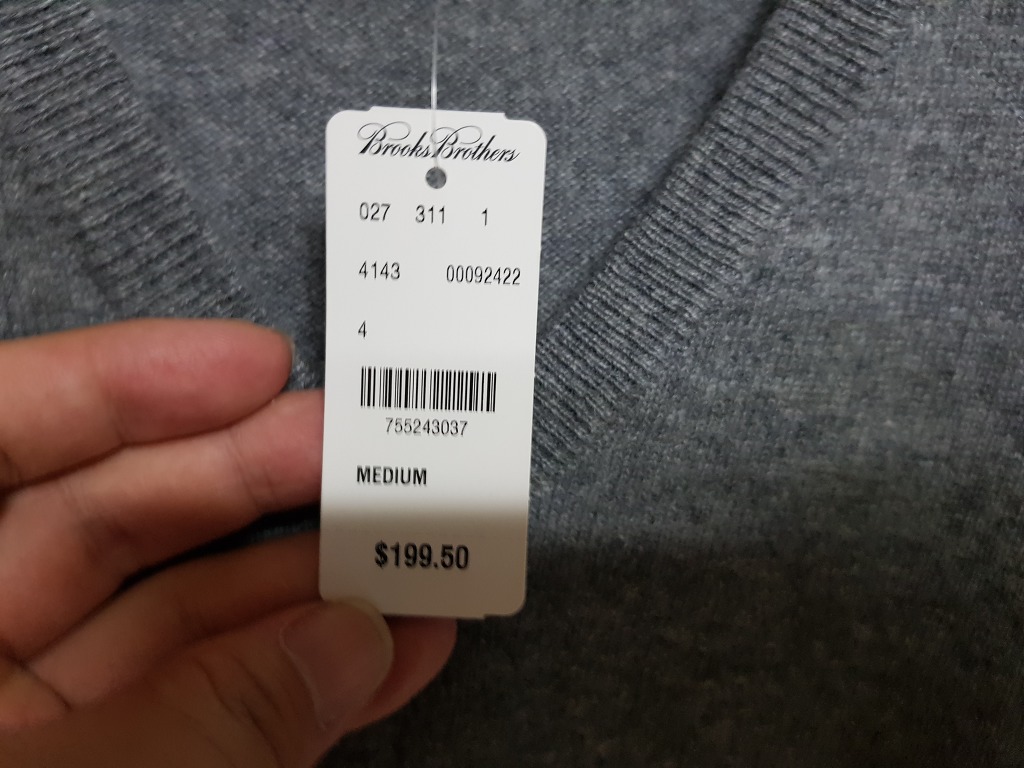 Brooks Brothers
027 311 1
4143 00092422
4
755243037
MEDIUM
$199.50